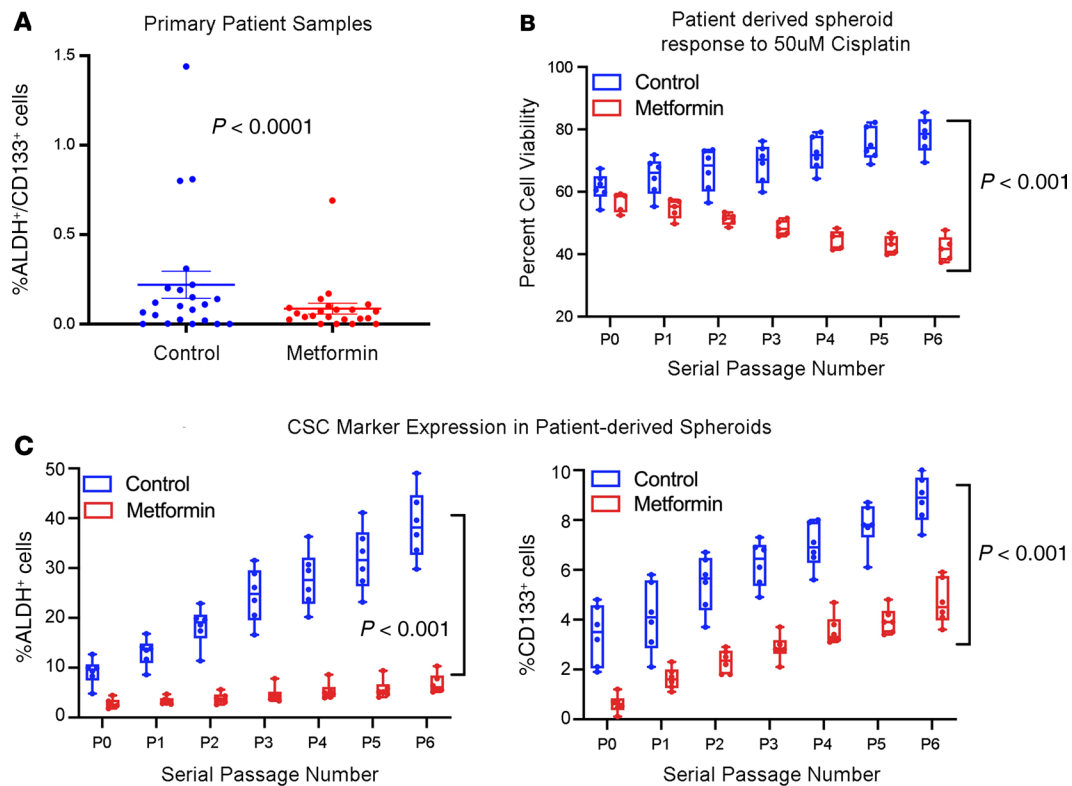 A
Primary Patient Samples
%ALDH⁺/CD133⁺ cells
1.5
1.0
0.5
0.0
P < 0.0001
Control
Metformin
B
Patient derived spheroid
response to 50uM Cisplatin
Percent Cell Viability
100
80
60
40
20
Control
Metformin
P < 0.001
P0 P1 P2 P3 P4 P5 P6
Serial Passage Number
C
CSC Marker Expression in Patient-derived Spheroids
%ALDH⁺ cells
50
40
30
20
10
0
Control
Metformin
P < 0.001
P0 P1 P2 P3 P4 P5 P6
Serial Passage Number
%CD133⁺ cells
10
8
6
4
2
0
Control
Metformin
P < 0.001
P0 P1 P2 P3 P4 P5 P6
Serial Passage Number